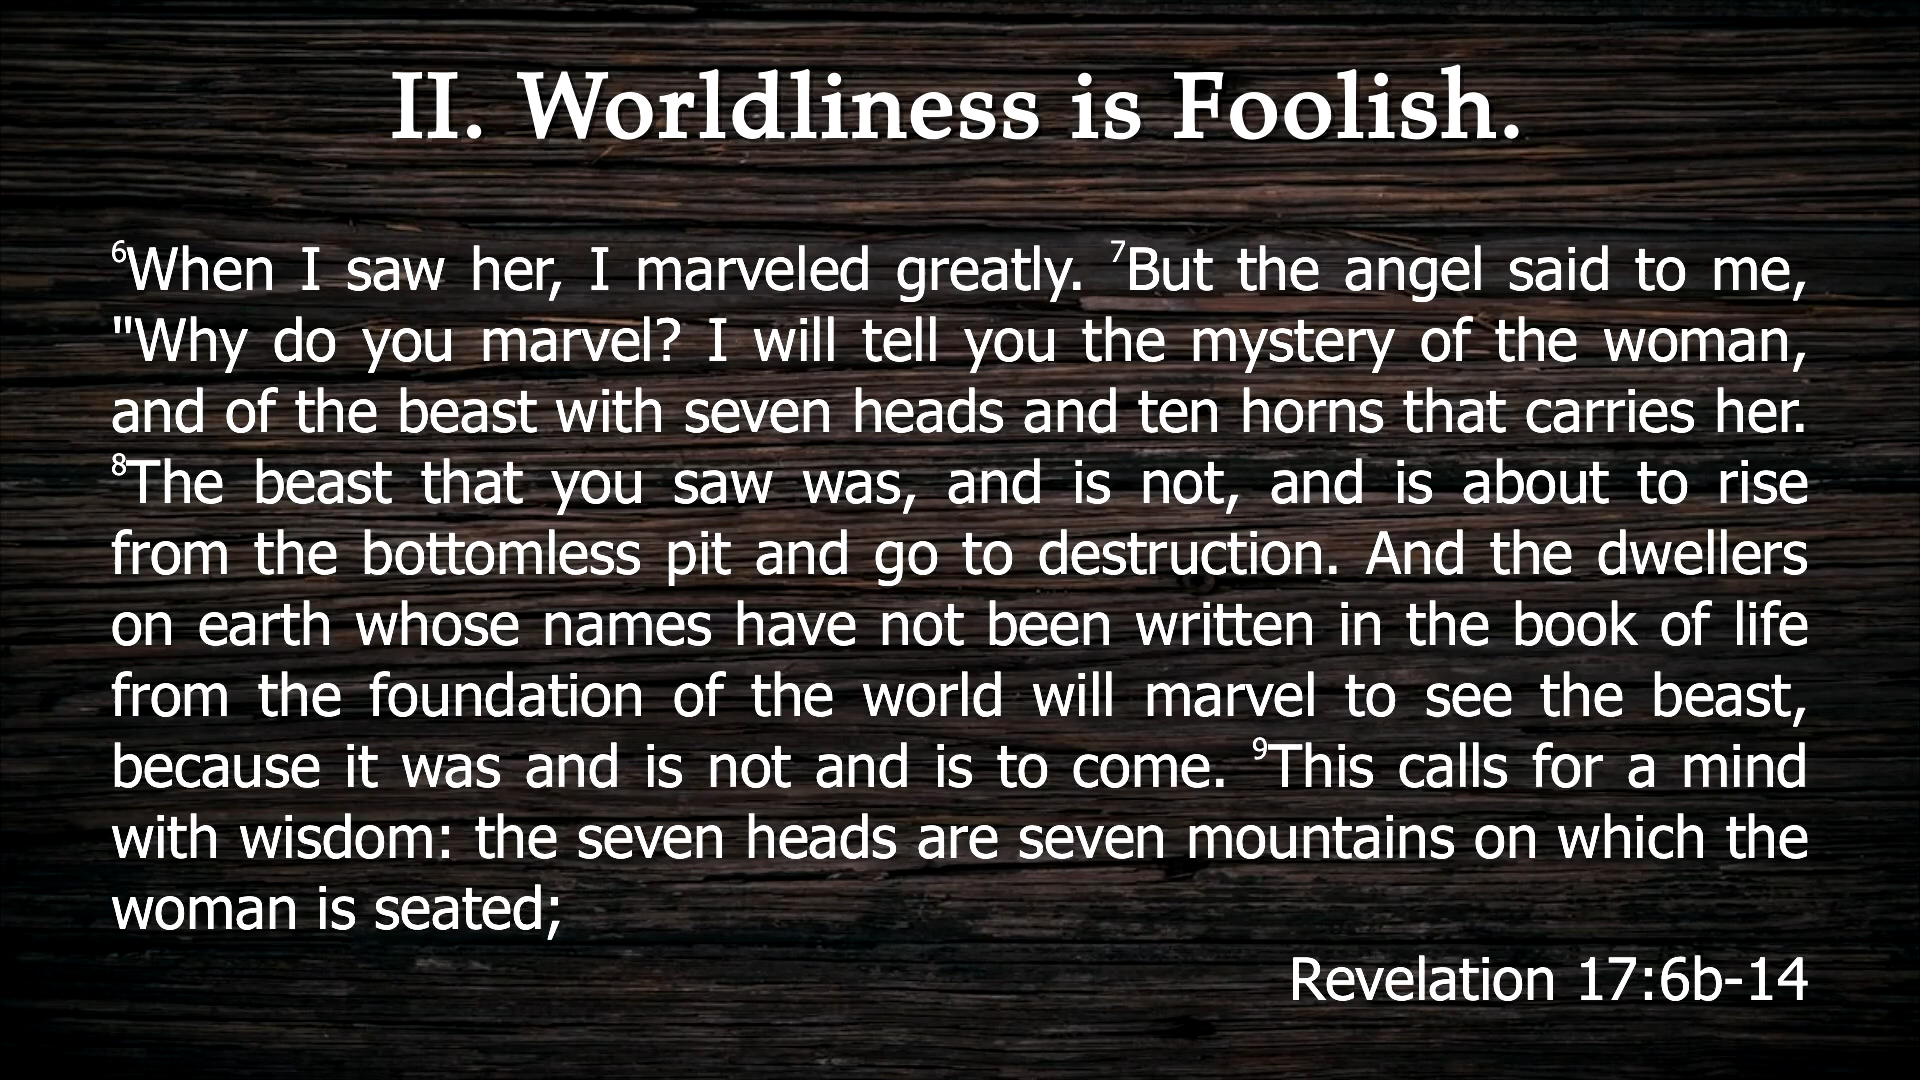 II. Worldliness is Foolish.
⁶When I saw her, I marveled greatly. ⁷But the angel said to me,
"Why do you marvel? I will tell you the mystery of the woman,
and of the beast with seven heads and ten horns that carries her.
⁸The beast that you saw was, and is not, and is about to rise
from the bottomless pit and go to destruction. And the dwellers
on earth whose names have not been written in the book of life
from the foundation of the world will marvel to see the beast,
because it was and is not and is to come. ⁹This calls for a mind
with wisdom: the seven heads are seven mountains on which the
woman is seated;
Revelation 17:6b-14